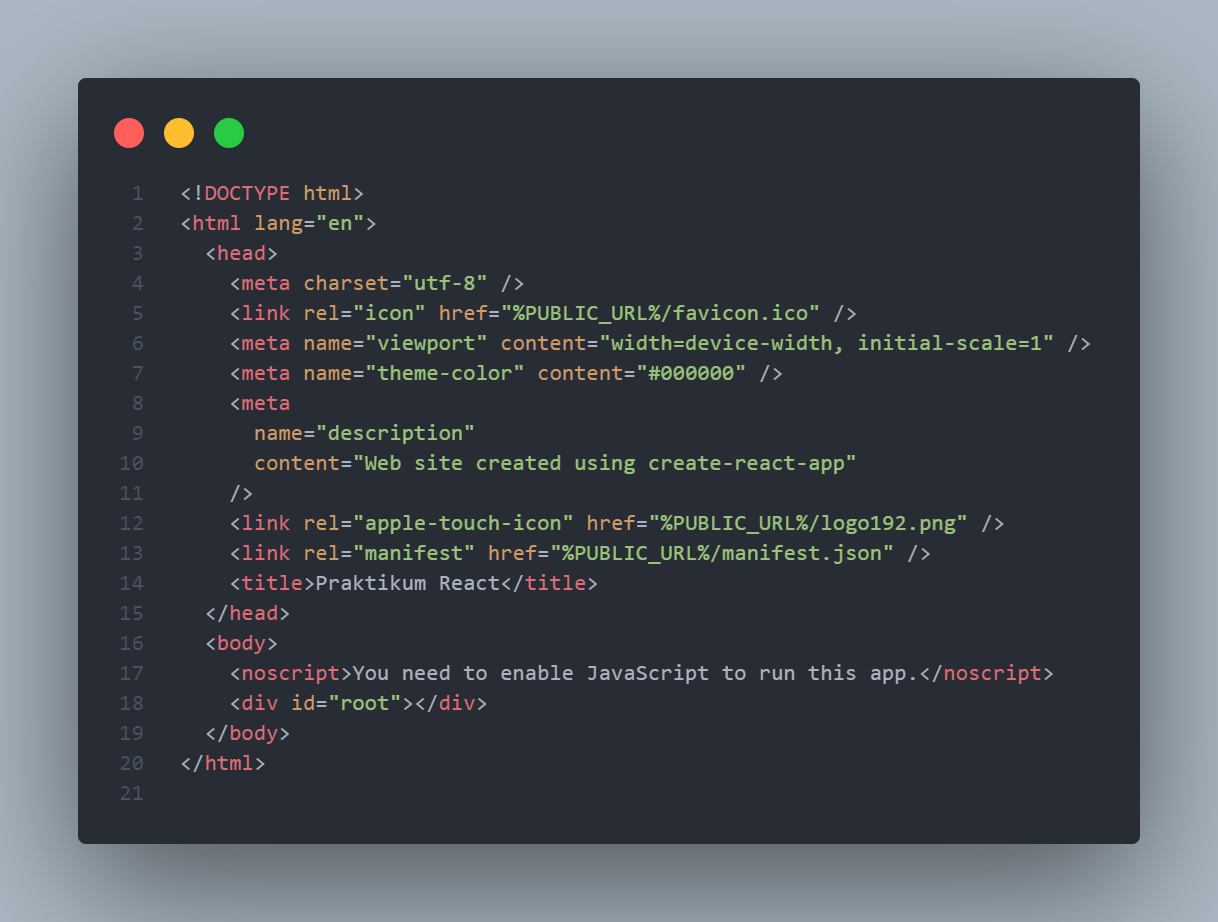 1 <!DOCTYPE html>
2 <html lang="en">
3   <head>
4     <meta charset="utf-8" />
5     <link rel="icon" href="%PUBLIC_URL%/favicon.ico" />
6     <meta name="viewport" content="width=device-width, initial-scale=1" />
7     <meta name="theme-color" content="#000000" />
8     <meta
9       name="description"
10       content="Web site created using create-react-app"
11     />
12     <link rel="apple-touch-icon" href="%PUBLIC_URL%/logo192.png" />
13     <link rel="manifest" href="%PUBLIC_URL%/manifest.json" />
14     <title>Praktikum React</title>
15   </head>
16   <body>
17     <noscript>You need to enable JavaScript to run this app.</noscript>
18     <div id="root"></div>
19   </body>
20 </html>
21